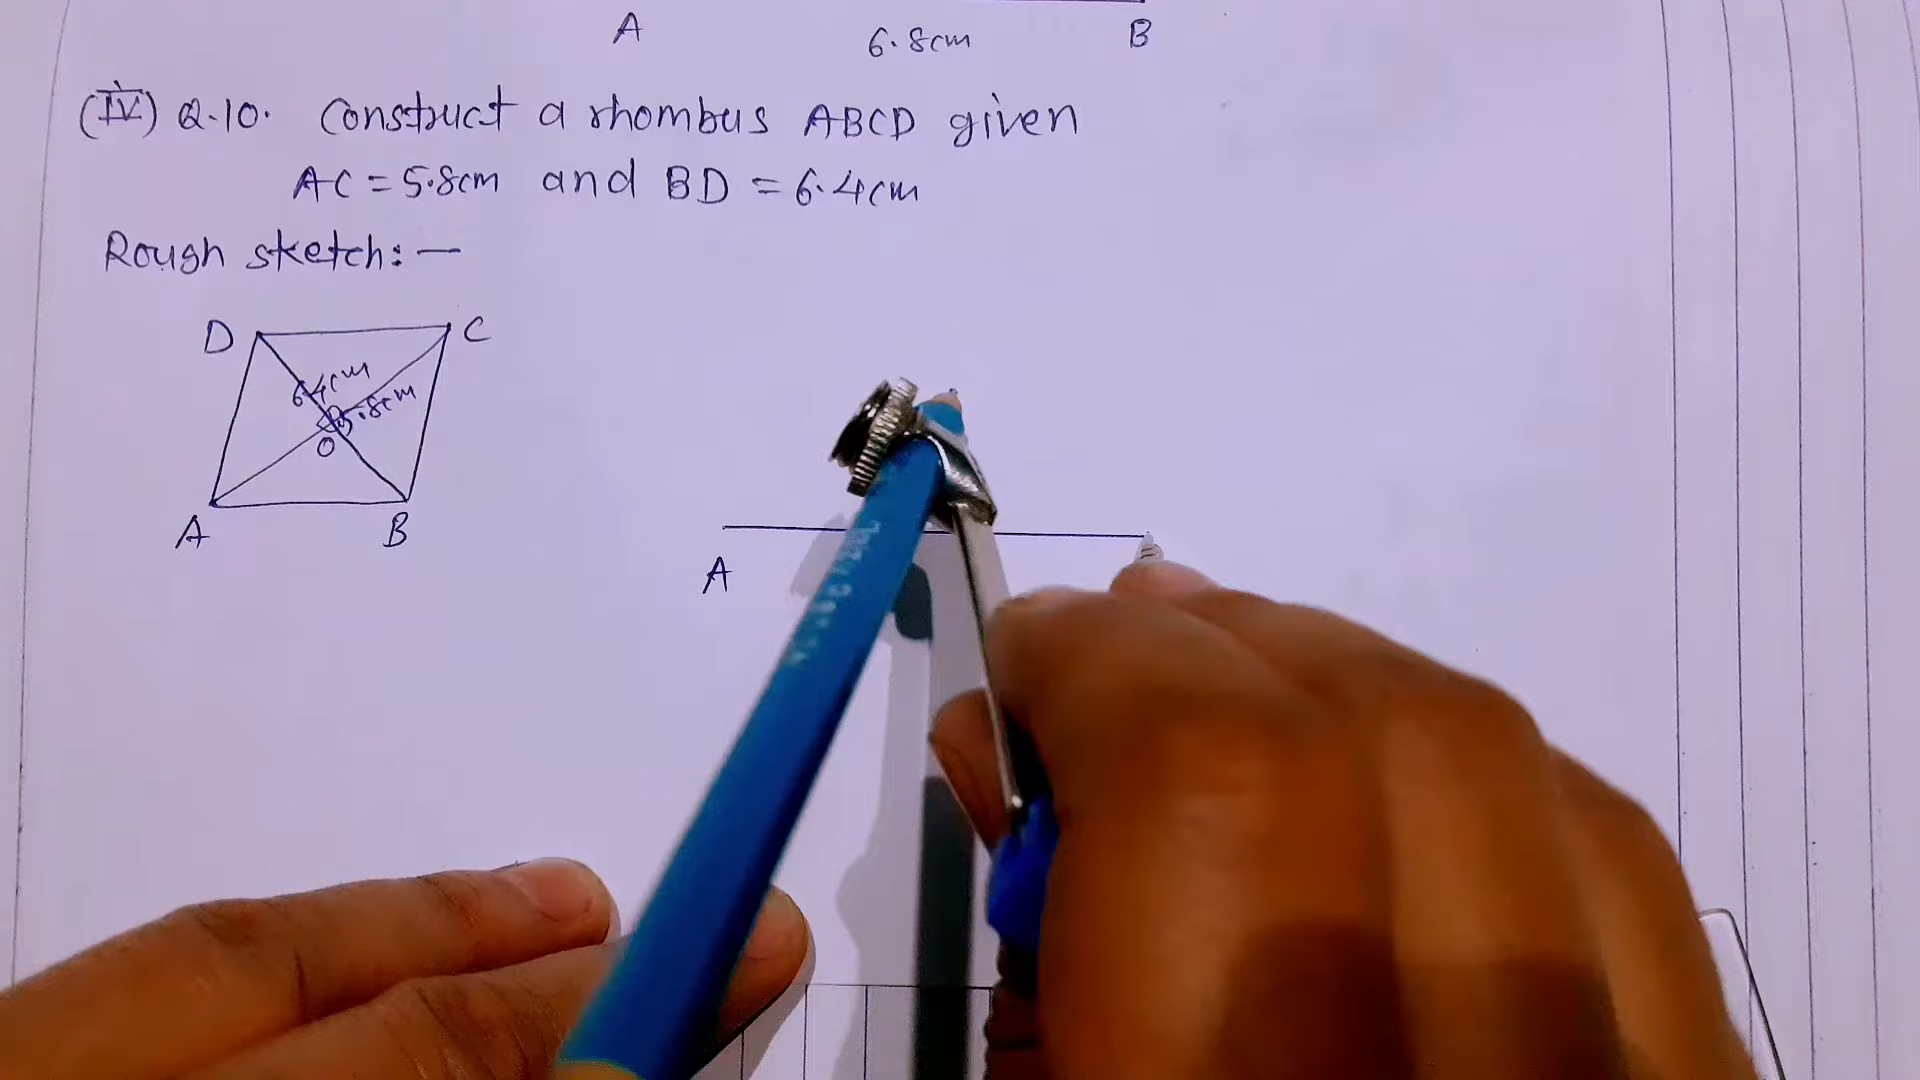 A 6.8cm B
(IV) Q.10. Construct a rhombus ABCD given
AC = 5.8cm and BD = 6.4cm
Rough sketch: —
D C
6.4cm
5.8cm
O
A B
A